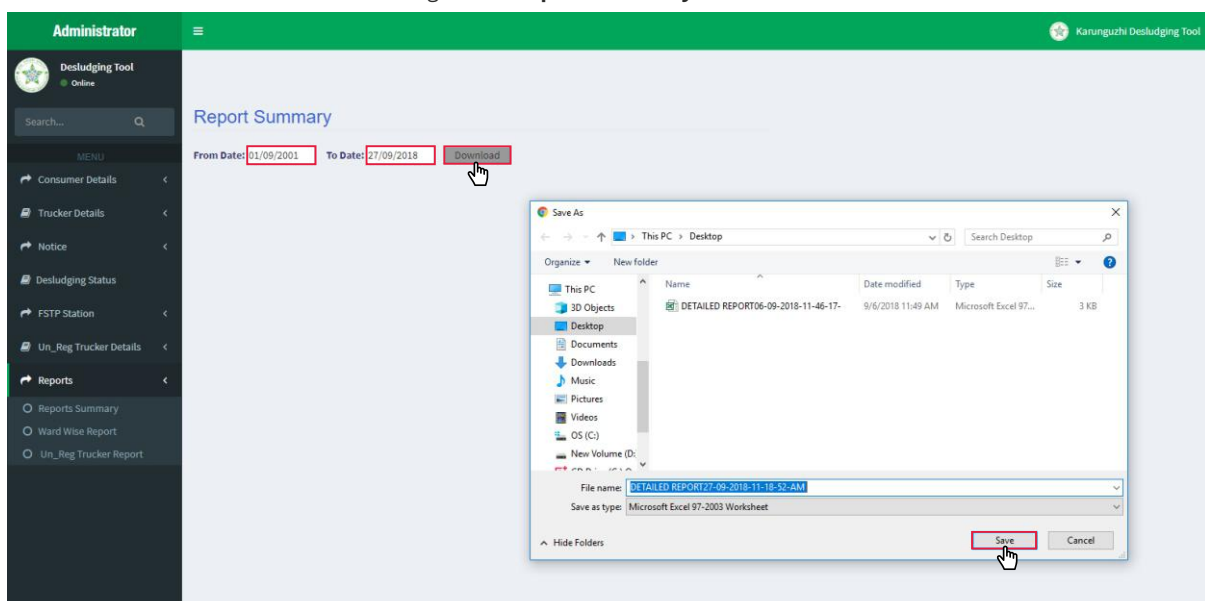 Administrator
Karunguzhi Desludging Tool
Desludging Tool
Online
Search...
MENU
Consumer Details
Trucker Details
Notice
Desludging Status
FSTP Station
Un_Reg Trucker Details
Reports
Reports Summary
Ward Wise Report
Un_Reg Trucker Report
Report Summary
From Date: 01/09/2001 To Date: 27/09/2018 Download
Save As
This PC > Desktop
Search Desktop
Organize New folder
This PC
3D Objects
Desktop
Documents
Downloads
Music
Pictures
Videos
OS (C:)
New Volume (D:
Name Date modified Type Size
DETAILED REPORT06-09-2018-11-46-17- 9/6/2018 11:49 AM Microsoft Excel 97... 3 KB
File name: DETAILED REPORT27-09-2018-11-18-52-AM
Save as type: Microsoft Excel 97-2003 Worksheet
Hide Folders
Save Cancel